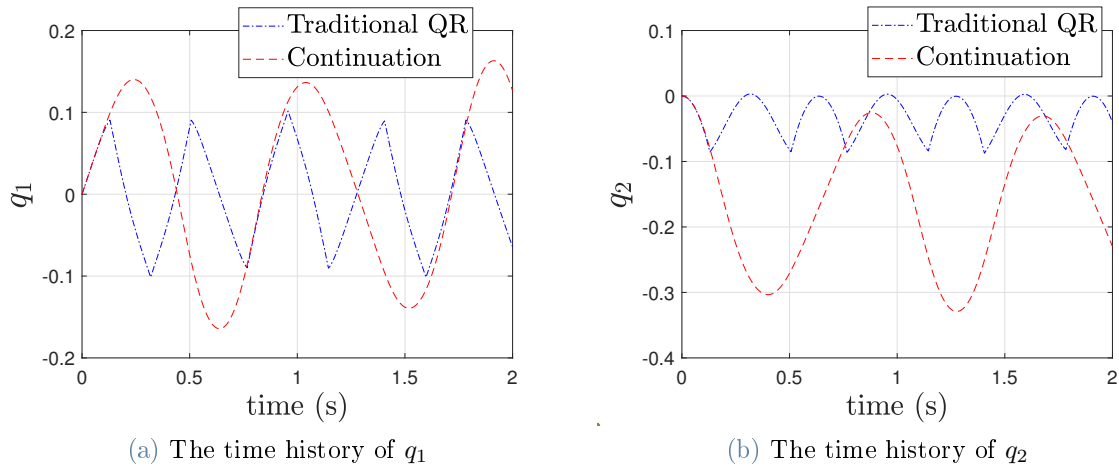 Traditional QR
Continuation
0.2
0.1
0
-0.1
-0.2
q1
0
0.5
1
1.5
2
time (s)
(a) The time history of q1
Traditional QR
Continuation
0.1
0
-0.1
-0.2
-0.3
-0.4
q2
0
0.5
1
1.5
2
time (s)
(b) The time history of q2